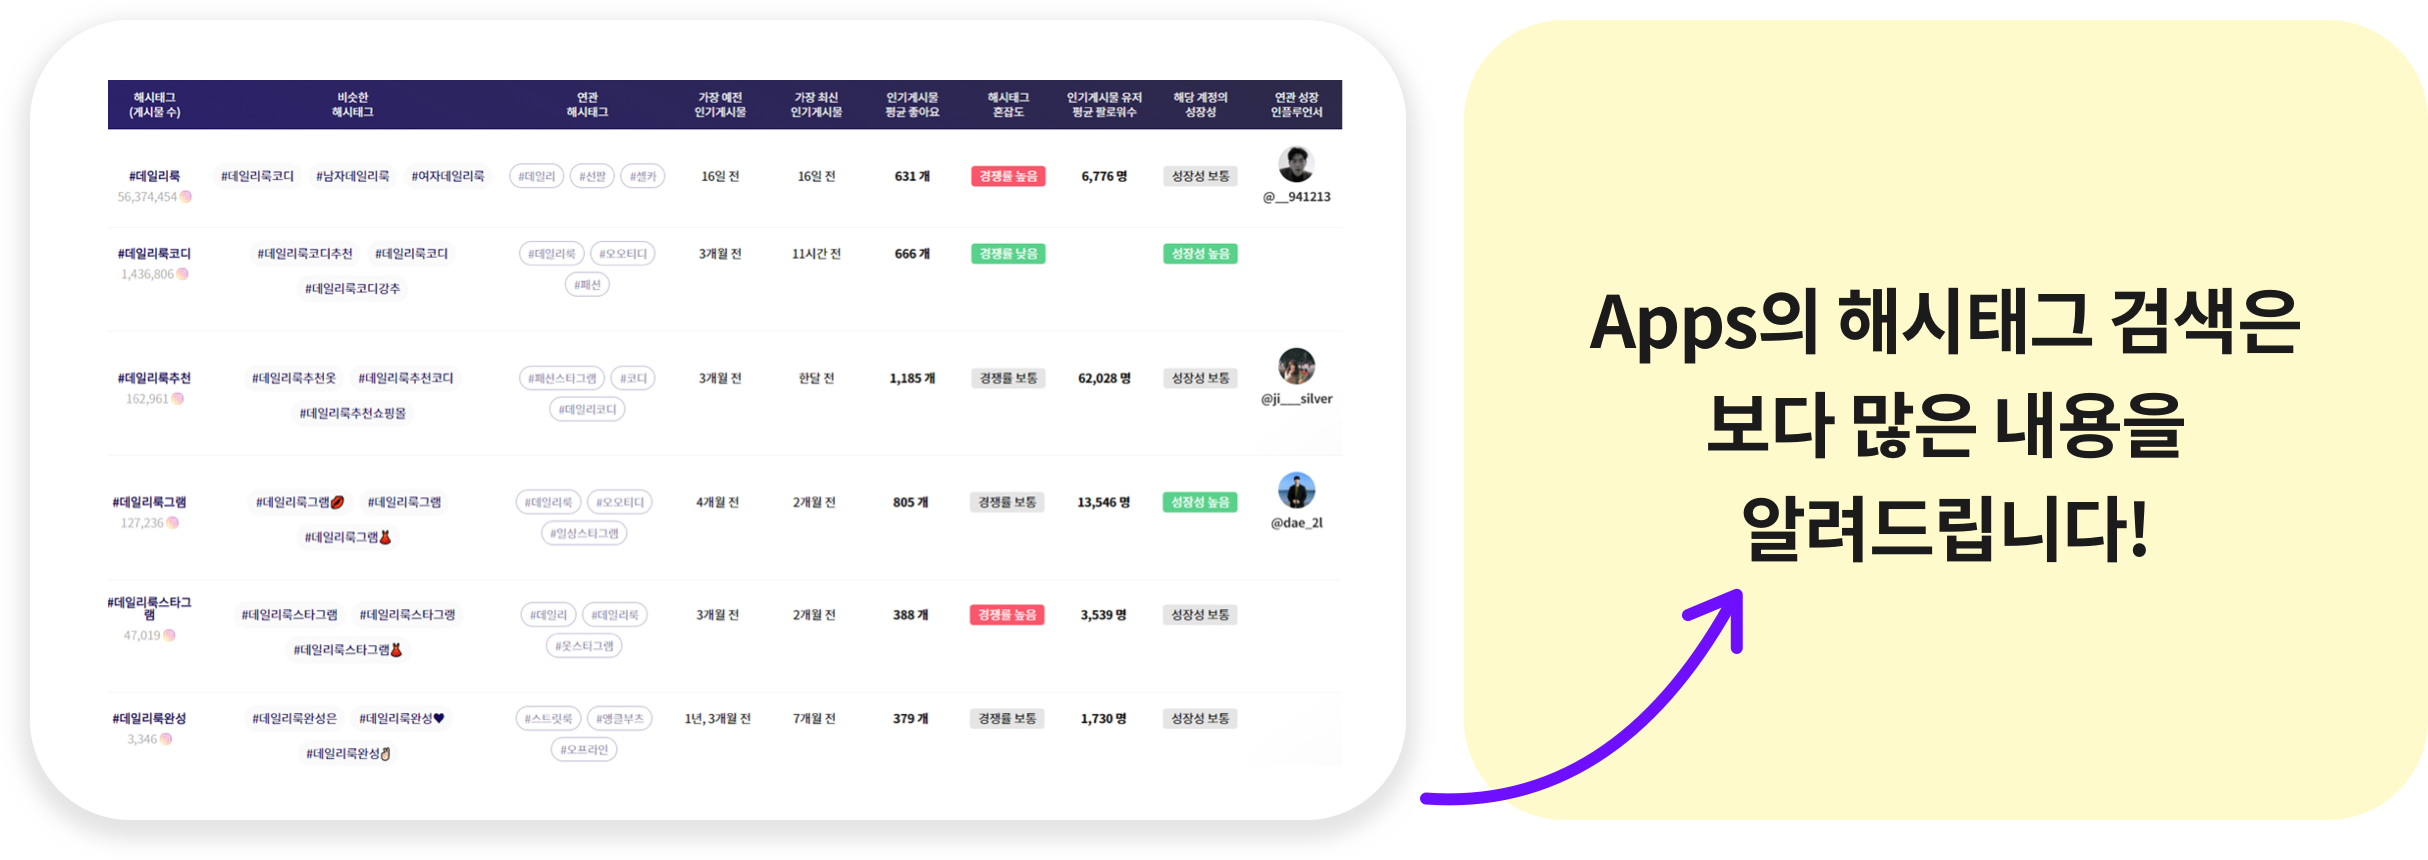 해시태그 비슷한 연관 가장 예전 가장 최신 인기게시물 해시태그 인기게시물 유저 해당 계정의 연관 성장
(게시물 수) 해시태그 해시태그 인기게시물 인기게시물 평균 좋아요 혼잡도 평균 팔로워수 성장성 인플루언서
#데일리룩 #데일리룩코디 #남자데일리룩 #여자데일리룩 #데일리 #선팔 #셀카 16일 전 16일 전 631 개 경쟁률 높음 6,776 명 성장성 보통
56,374,454 @__941213
#데일리룩코디 #데일리룩코디추천 #데일리룩코디 #데일리룩 #오오티디 3개월 전 11시간 전 666 개 경쟁률 낮음 성장성 높음
1,436,806 #데일리룩코디강추 #패션
#데일리룩추천 #데일리룩추천옷 #데일리룩추천코디 #패션스타그램 #코디 3개월 전 한달 전 1,185 개 경쟁률 보통 62,028 명 성장성 보통
162,961 @ji___silver
#데일리룩추천쇼핑몰 #데일리코디
#데일리룩그램 #데일리룩그램💋 #데일리룩그램 #데일리룩 #오오티디 4개월 전 2개월 전 805 개 경쟁률 보통 13,546 명 성장성 높음
127,236 @dae_2l
#데일리룩그램👗 #일상스타그램
#데일리룩스타그
램
#데일리룩스타그램 #데일리룩스타그랭 #데일리 #데일리룩 3개월 전 2개월 전 388 개 경쟁률 높음 3,539 명 성장성 보통
47,019
#데일리룩스타그램👗 #옷스타그램
#데일리룩완성 #데일리룩완성은 #데일리룩완성♥ #스트릿룩 #앵클부츠 1년, 3개월 전 7개월 전 379 개 경쟁률 보통 1,730 명 성장성 보통
3,346
#데일리룩완성👌🏻 #오프라인
Apps의 해시태그 검색은
보다 많은 내용을
알려드립니다!